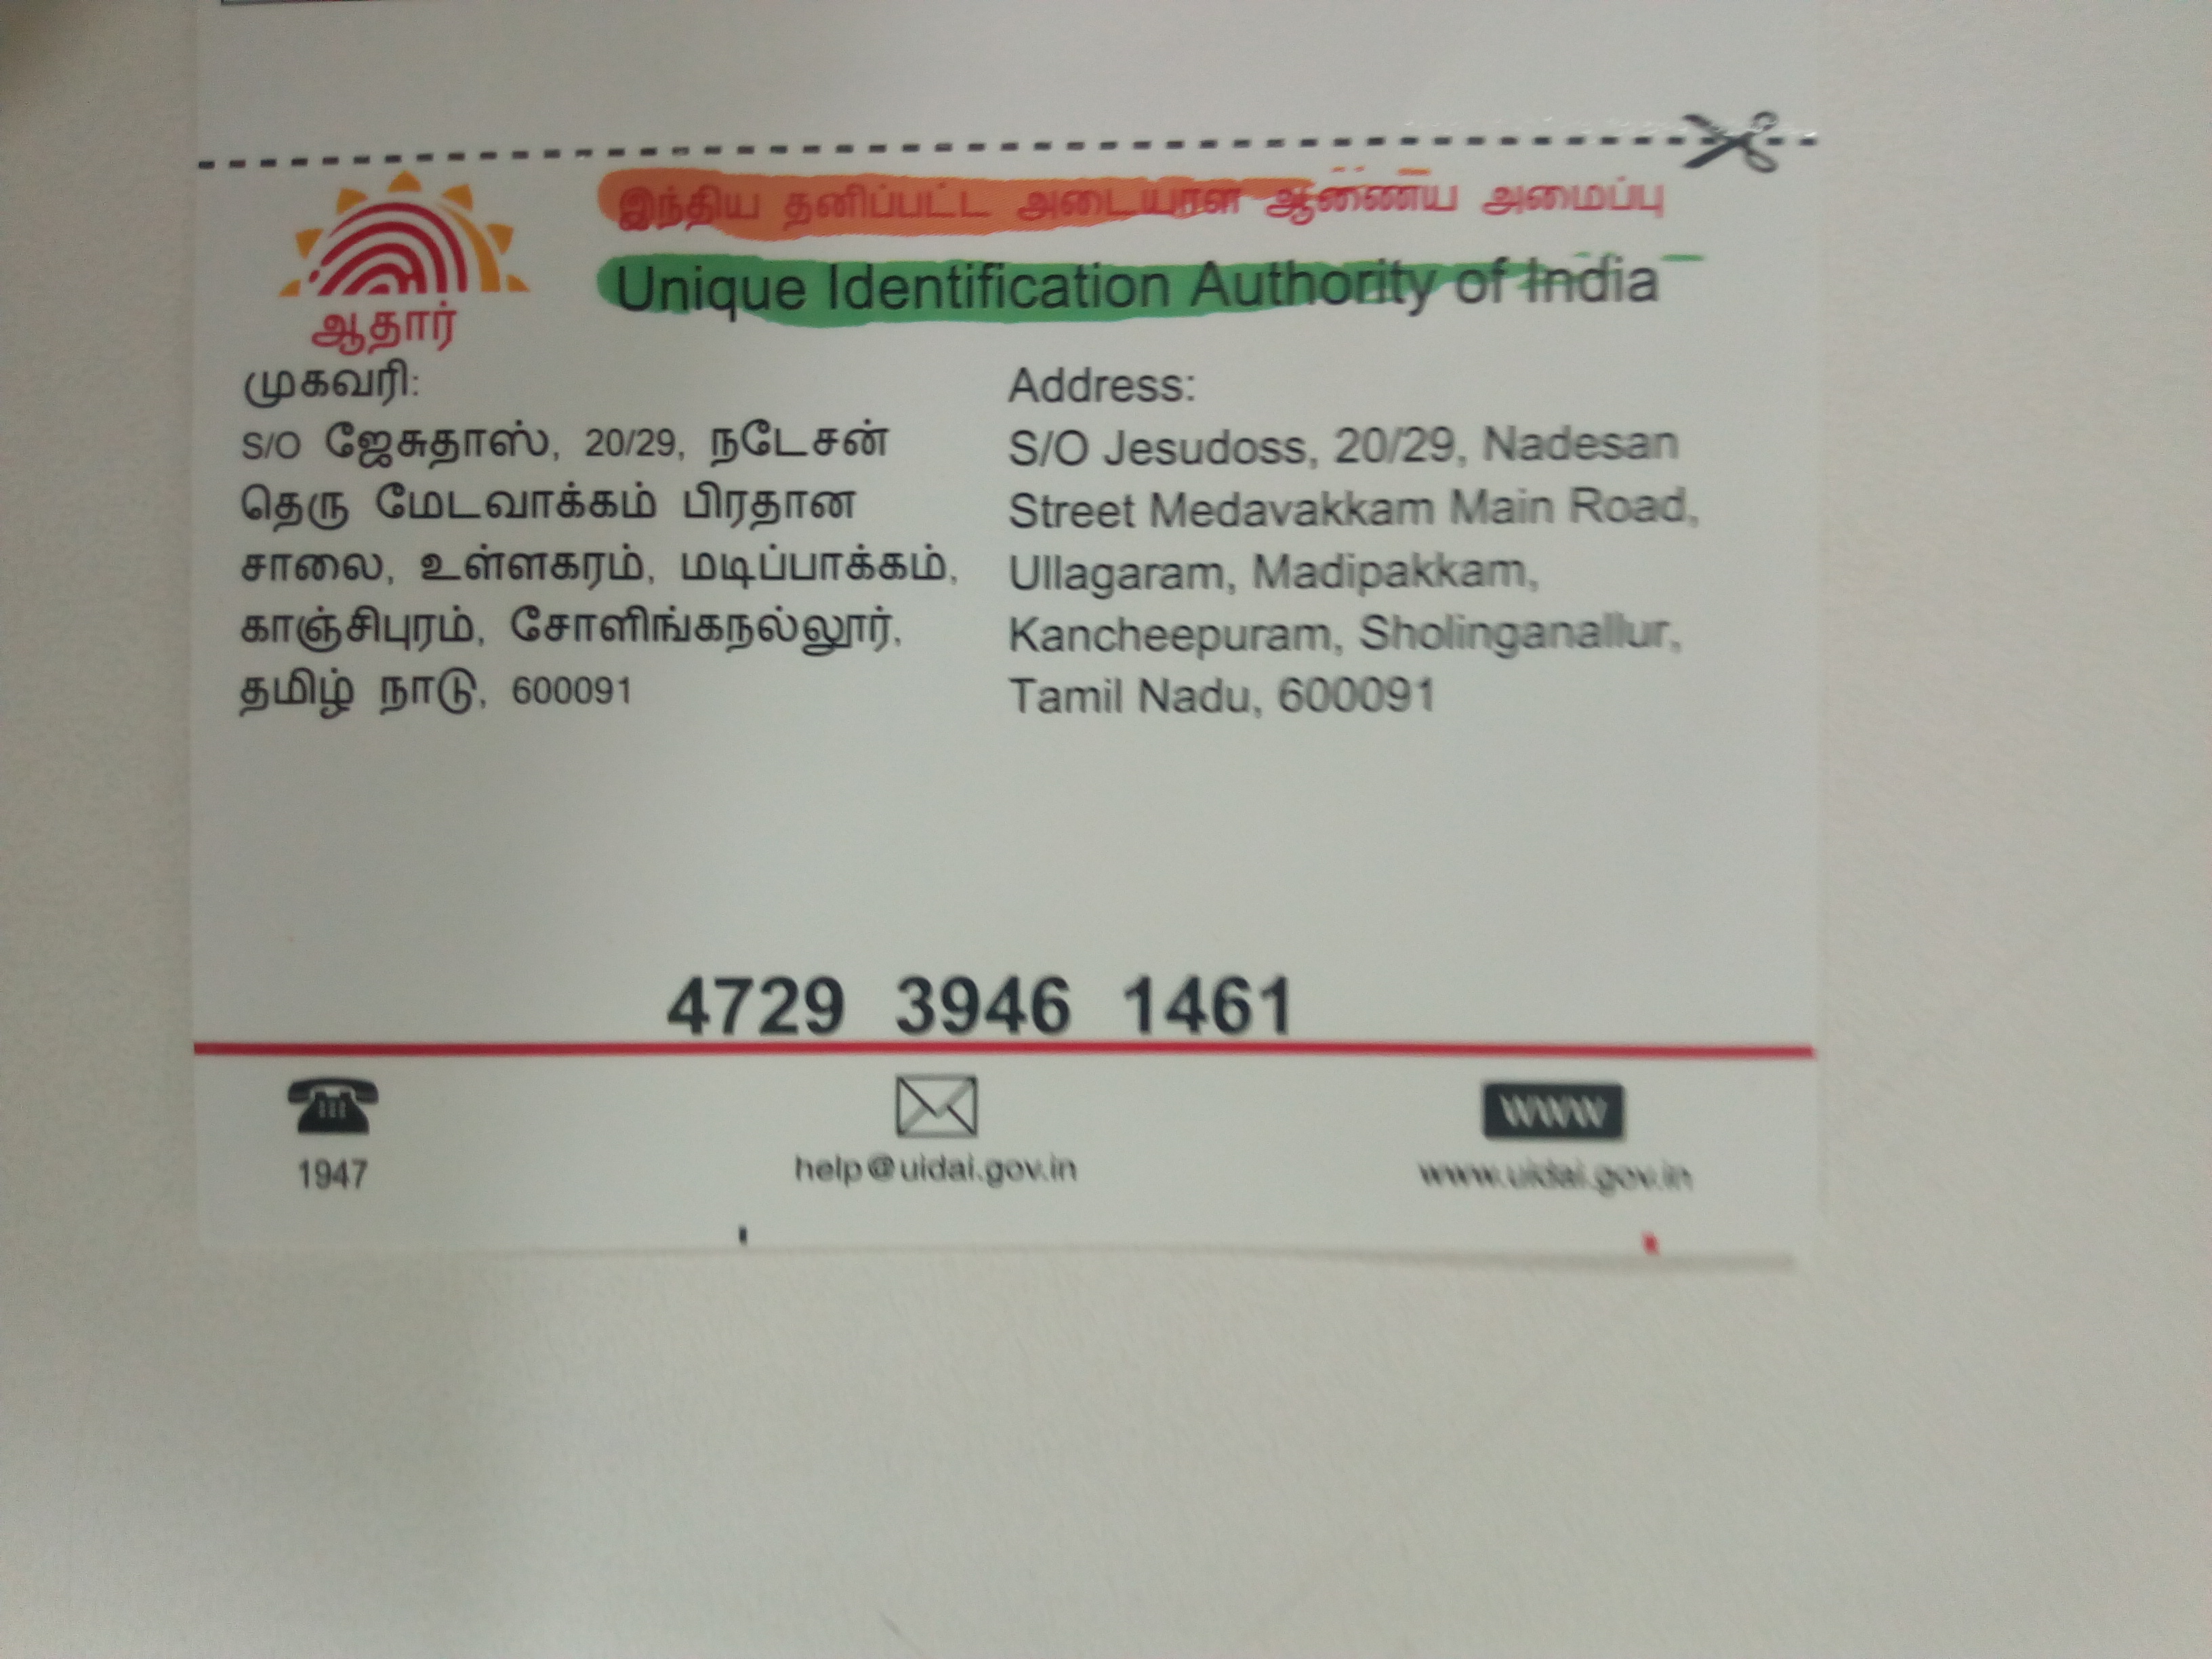 இந்திய தனிப்பட்ட அடையாள ஆணைய அமைப்பு
Unique Identification Authority of India
ஆதார்
முகவரி:
S/O ஜேசுதாஸ், 20/29, நடேசன்
தெரு மேடவாக்கம் பிரதான
சாலை, உள்ளகரம், மடிப்பாக்கம்,
காஞ்சிபுரம், சோளிங்கநல்லூர்,
தமிழ் நாடு, 600091
Address:
S/O Jesudoss, 20/29, Nadesan
Street Medavakkam Main Road,
Ullagaram, Madipakkam,
Kancheepuram, Sholinganallur,
Tamil Nadu, 600091
4729 3946 1461
1947
help@uidai.gov.in
WWW
www.uidai.gov.in